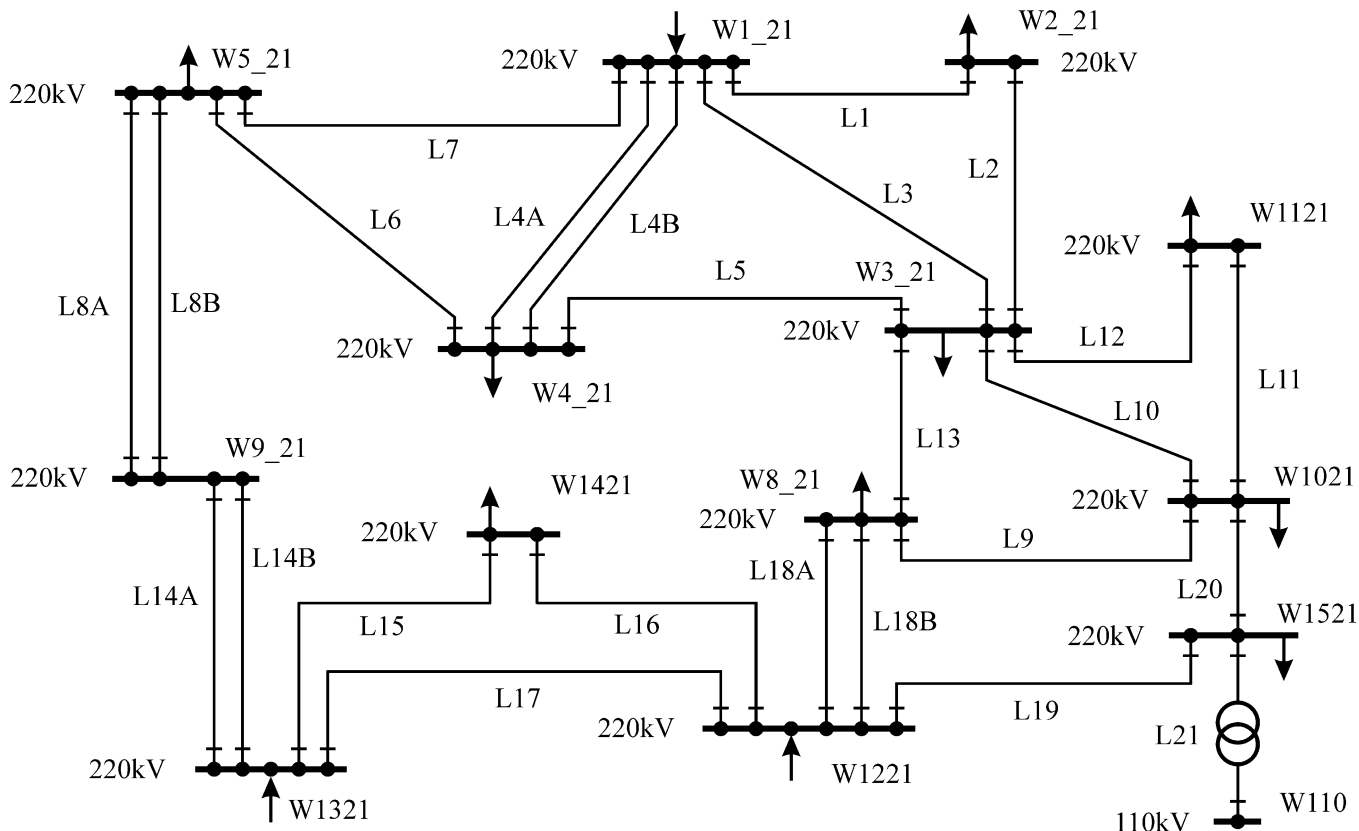 W1_21
W2_21
W5_21
220kV
220kV
220kV
L1
L7
L2
L3
W1121
L6
L4A
L4B
220kV
L5
W3_21
L8A
L8B
220kV
L12
220kV
L11
W4_21
L10
L13
W9_21
W8_21
220kV
W1421
W1021
220kV
220kV
220kV
L9
L14B
L18A
L14A
L20
W1521
L15
L16
L18B
220kV
L17
L19
220kV
L21
220kV
W1221
W1321
W110
110kV